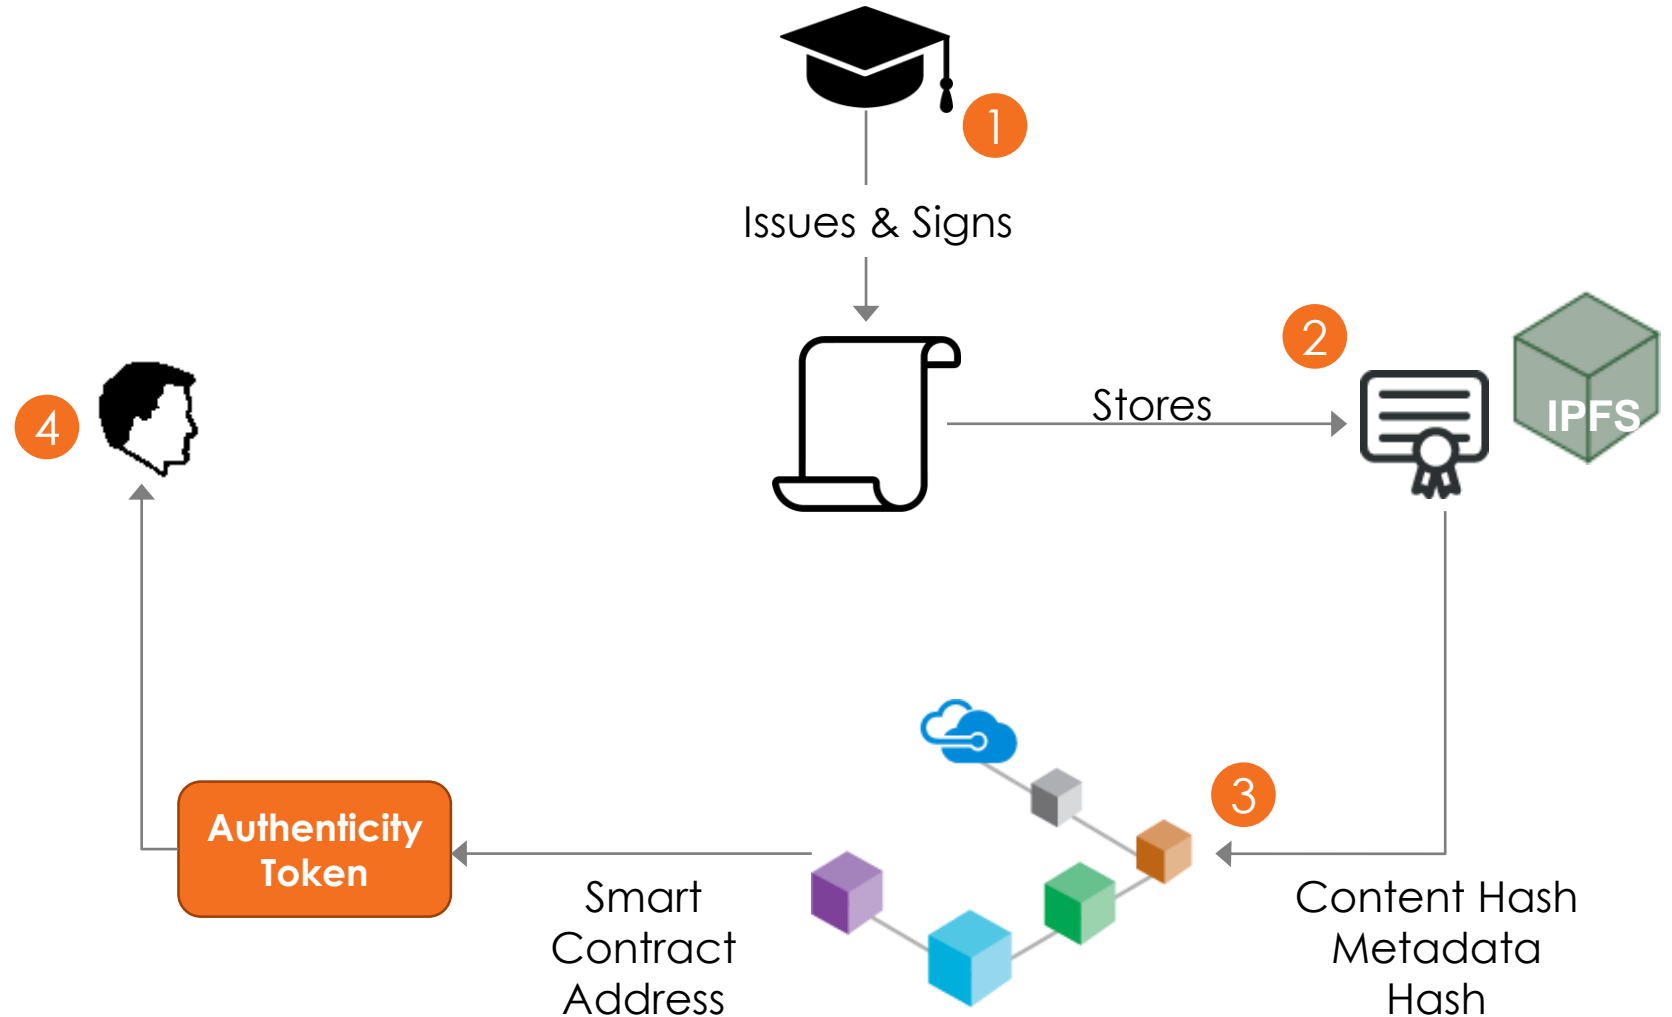 1
Issues & Signs
2
IPFS
Stores
4
3
Authenticity
Token
Smart
Contract
Address
Content Hash
Metadata
Hash